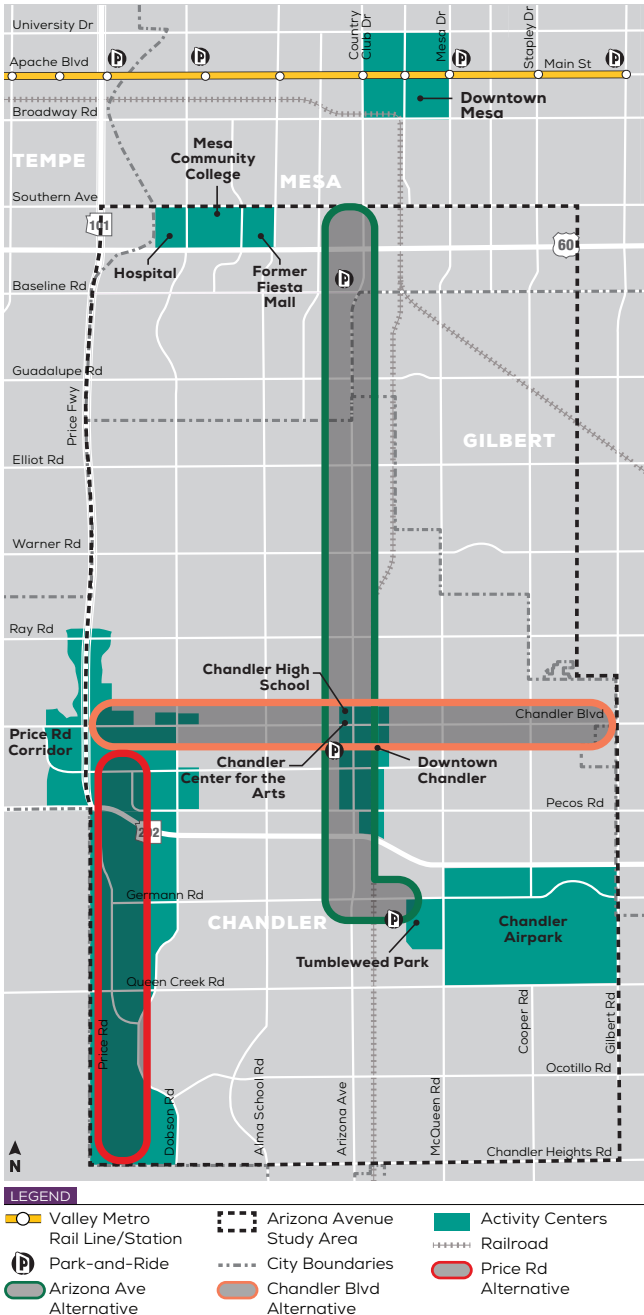 University Dr
Country
Club Dr
Mesa Dr
Stapley Dr
P
P
P
P
Apache Blvd
Main St
Broadway Rd
Downtown
Mesa
TEMPE
Mesa
Community
College
MESA
Southern Ave
101
60
Hospital
Former
Fiesta
Mall
P
Baseline Rd
Guadalupe Rd
Price Fwy
GILBERT
Elliot Rd
Warner Rd
Ray Rd
Chandler High
School
Chandler Blvd
Price Rd
Corridor
P
Chandler
Center for the
Arts
Downtown
Chandler
Pecos Rd
202
Germann Rd
CHANDLER
P
Chandler
Airpark
Tumbleweed Park
Queen Creek Rd
Price Rd
Dobson Rd
Alma School Rd
Arizona Ave
McQueen Rd
Cooper Rd
Gilbert Rd
Ocotillo Rd
N
Chandler Heights Rd
LEGEND
Valley Metro
Rail Line/Station
P
Park-and-Ride
Arizona Ave
Alternative
Arizona Avenue
Study Area
City Boundaries
Chandler Blvd
Alternative
Activity Centers
Railroad
Price Rd
Alternative